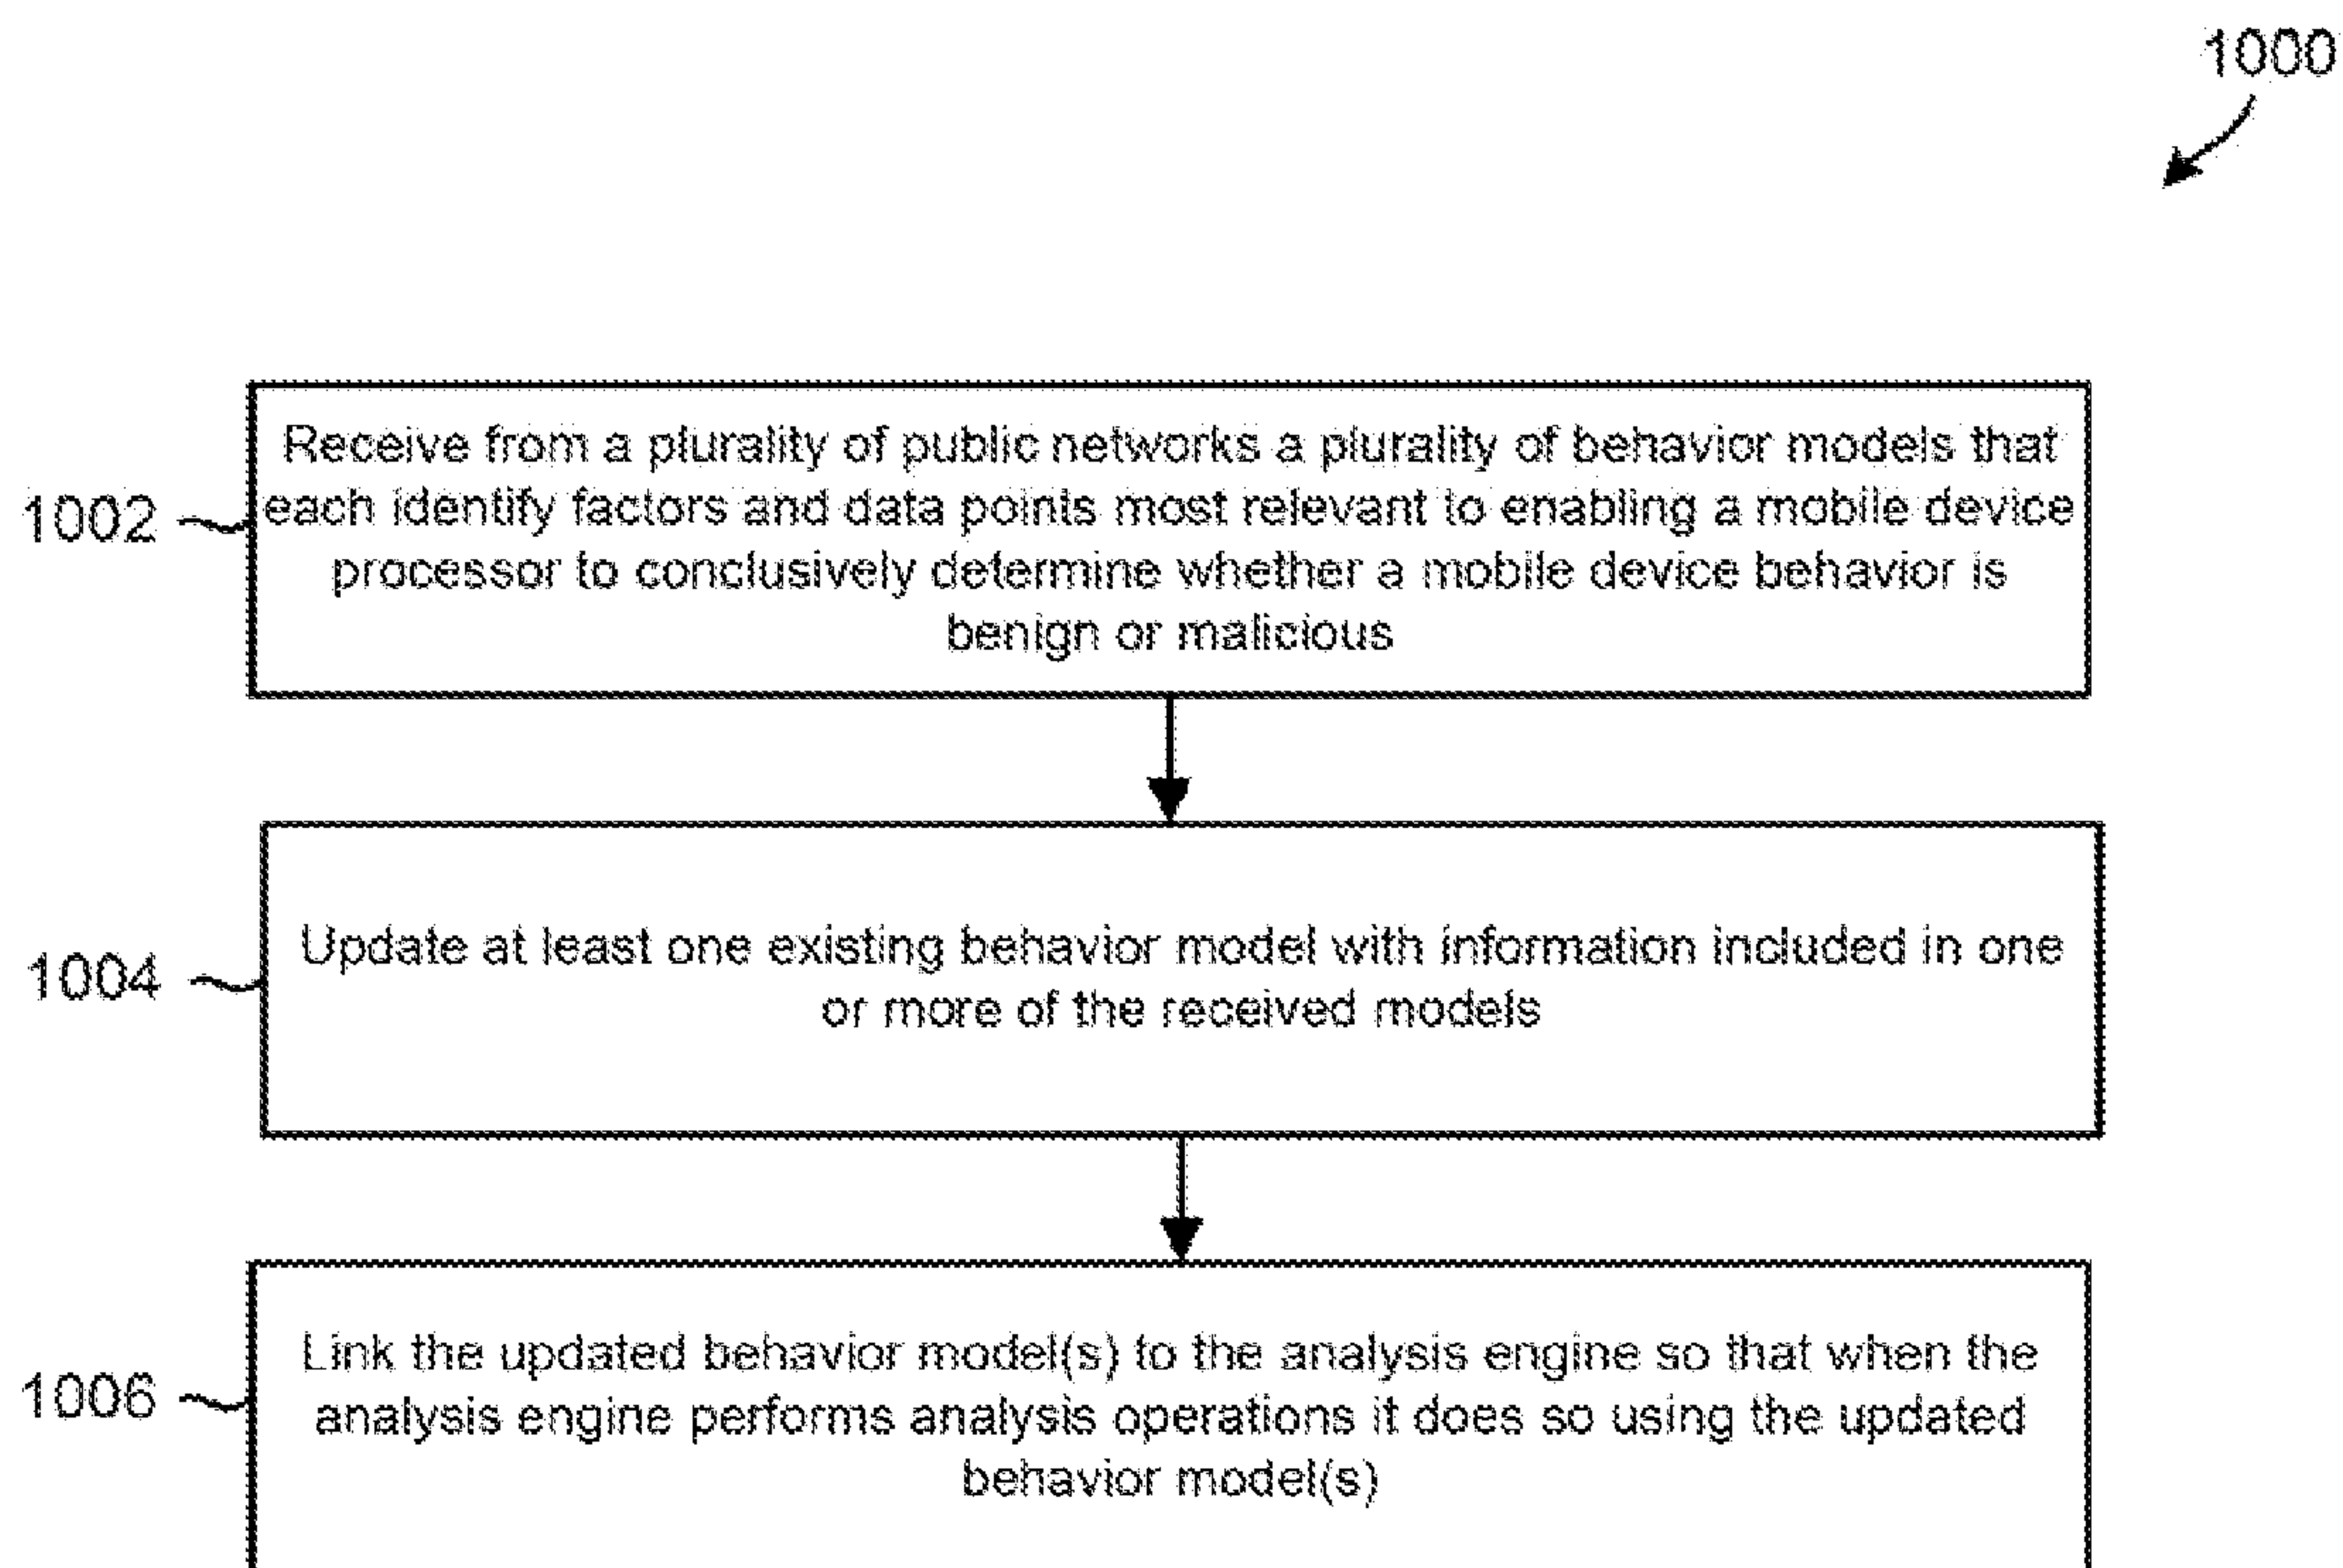 1000
Receive from a plurality of public networks a plurality of behavior models that
1002
each identify factors and data points most relevant to enabling a mobile device
processor to conclusively determine whether a mobile device behavior is
benign or malicious
Update at least one existing behavior model with information included in one
1004
or more of the received models
Link the updated behavior model(s) to the analysis engine so that when the
1006
analysis engine performs analysis operations it does so using the updated
behavior model(s)